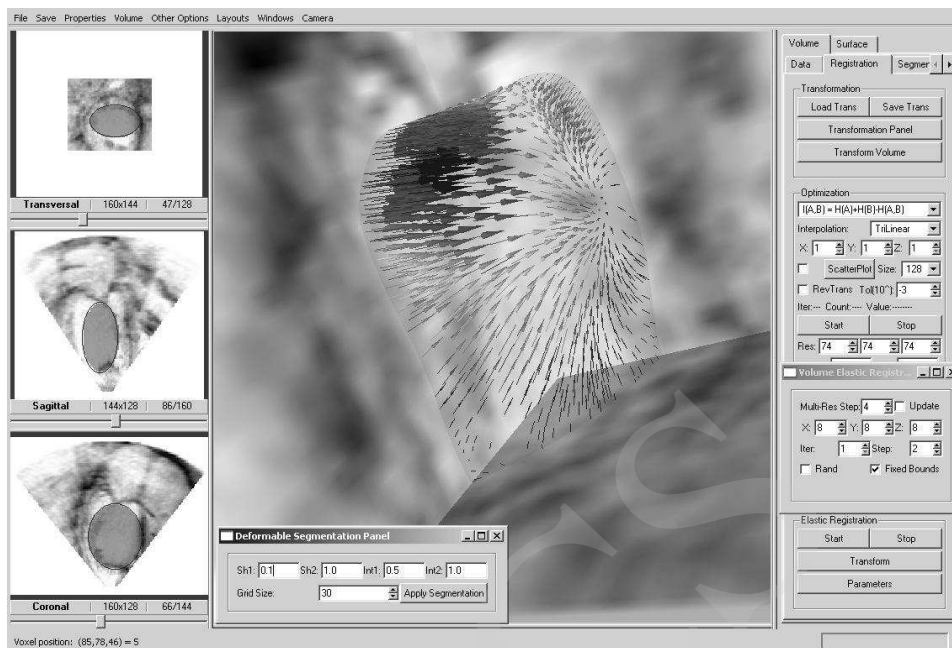 File Save Properties Volume Other Options Layouts Windows Camera
Transversal 160x144 47/128
Sagittal 144x128 86/160
Coronal 160x128 66/144
Voxel position: (85,78,46) = 5
Deformable Segmentation Panel
Sh1: 0.1 Sh2: 1.0 Int1: 0.5 Int2: 1.0
Grid Size: 30 Apply Segmentation
Volume Surface
Data Registration Segmer
Transformation
Load Trans Save Trans
Transformation Panel
Transform Volume
Optimization
I(A,B) = H(A)+H(B)-H(A,B)
Interpolation: TriLinear
X: 1 Y: 1 Z: 1
ScatterPlot Size: 128
RevTrans Tol(10^): -3
Iter:--- Count:---- Value:--------
Start Stop
Res: 74 74 74
Volume Elastic Registr...
Multi-Res Step: 4 Update
X: 8 Y: 8 Z: 8
Iter: 1 Step: 2
Rand Fixed Bounds
Elastic Registration
Start Stop
Transform
Parameters